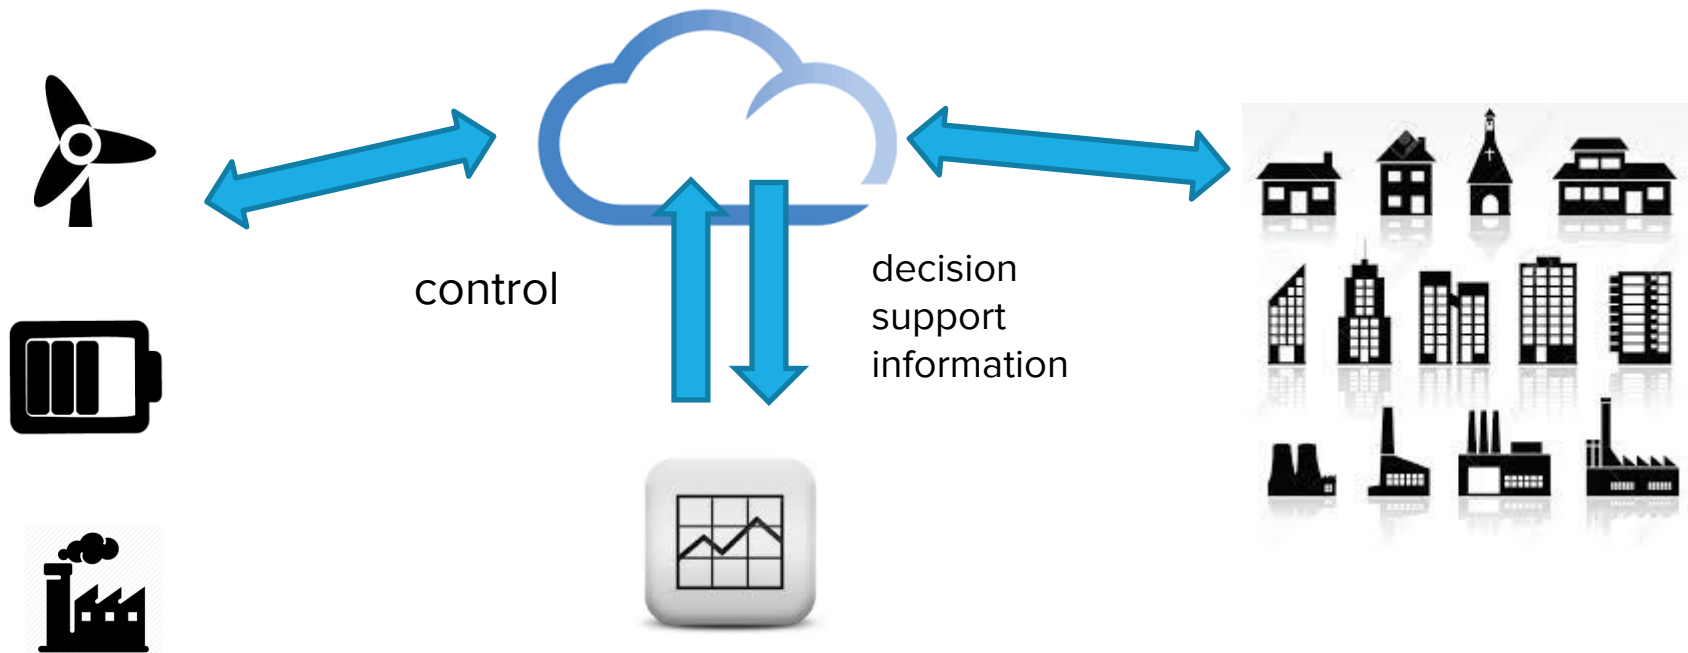 control
decision
support
information